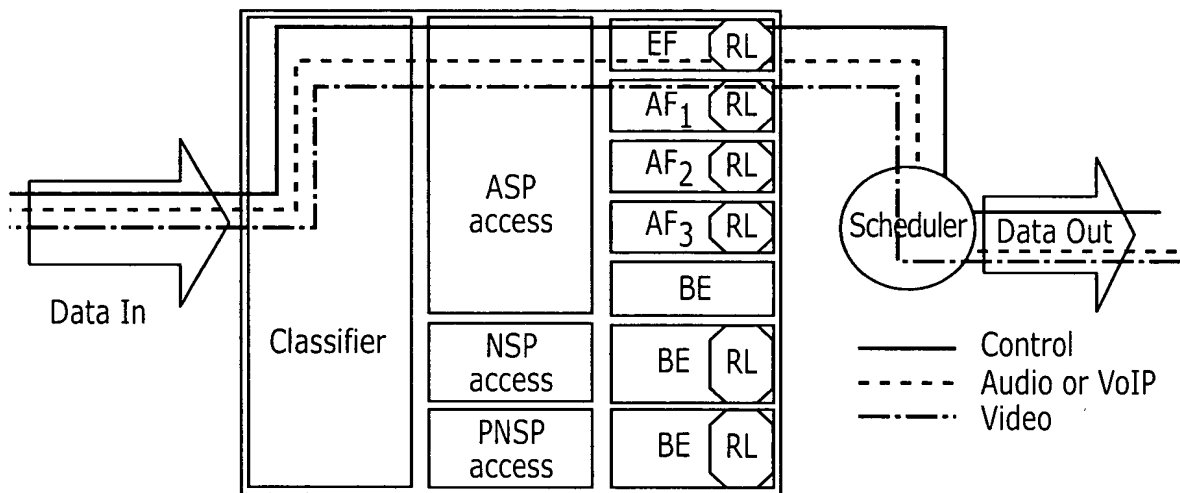 Data In
Classifier
ASP
access
NSP
access
PNSP
access
EF RL
AF1 RL
AF2 RL
AF3 RL
BE
BE RL
BE RL
Scheduler
Data Out
Control
Audio or VoIP
Video